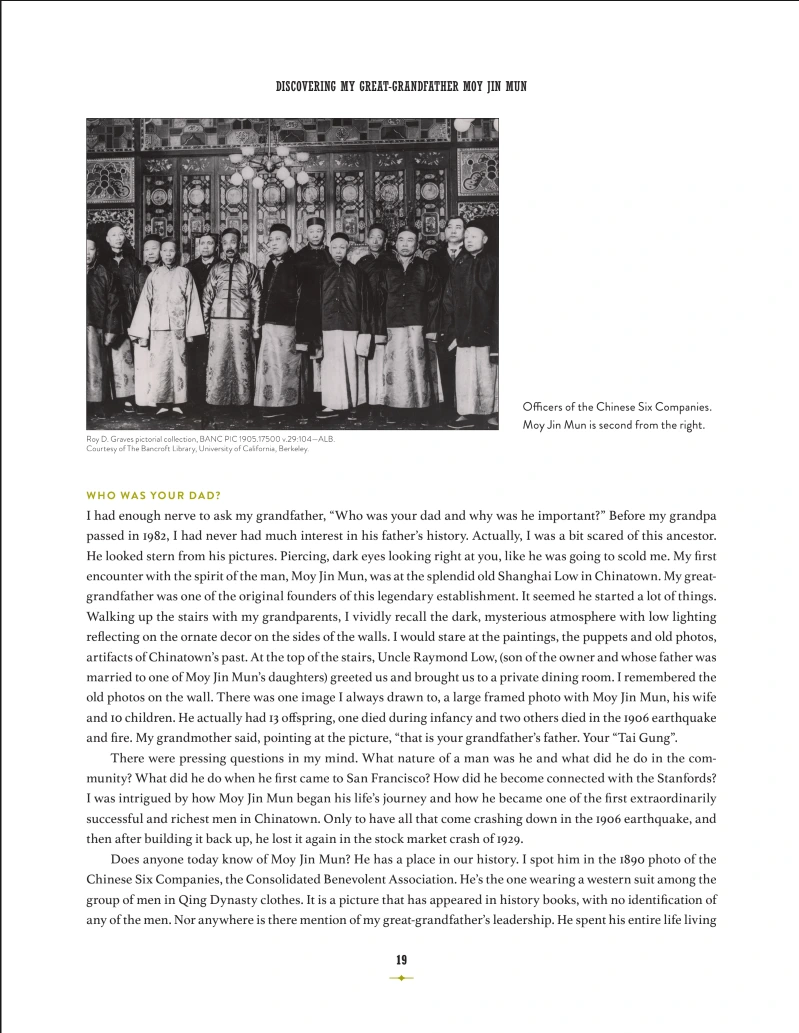 DISCOVERING MY GREAT-GRANDFATHER MOY JIN MUN
Officers of the Chinese Six Companies.
Moy Jin Mun is second from the right.
Roy D. Graves pictorial collection, BANC PIC 1905.17500 v.29:104—ALB.
Courtesy of The Bancroft Library, University of California, Berkeley.
WHO WAS YOUR DAD?
I had enough nerve to ask my grandfather, “Who was your dad and why was he important?” Before my grandpa
passed in 1982, I had never had much interest in his father’s history. Actually, I was a bit scared of this ancestor.
He looked stern from his pictures. Piercing, dark eyes looking right at you, like he was going to scold me. My first
encounter with the spirit of the man, Moy Jin Mun, was at the splendid old Shanghai Low in Chinatown. My great-
grandfather was one of the original founders of this legendary establishment. It seemed he started a lot of things.
Walking up the stairs with my grandparents, I vividly recall the dark, mysterious atmosphere with low lighting
reflecting on the ornate decor on the sides of the walls. I would stare at the paintings, the puppets and old photos,
artifacts of Chinatown’s past. At the top of the stairs, Uncle Raymond Low, (son of the owner and whose father was
married to one of Moy Jin Mun’s daughters) greeted us and brought us to a private dining room. I remembered the
old photos on the wall. There was one image I always drawn to, a large framed photo with Moy Jin Mun, his wife
and 10 children. He actually had 13 offspring, one died during infancy and two others died in the 1906 earthquake
and fire. My grandmother said, pointing at the picture, “that is your grandfather’s father. Your “Tai Gung”.
There were pressing questions in my mind. What nature of a man was he and what did he do in the com-
munity? What did he do when he first came to San Francisco? How did he become connected with the Stanfords?
I was intrigued by how Moy Jin Mun began his life’s journey and how he became one of the first extraordinarily
successful and richest men in Chinatown. Only to have all that come crashing down in the 1906 earthquake, and
then after building it back up, he lost it again in the stock market crash of 1929.
Does anyone today know of Moy Jin Mun? He has a place in our history. I spot him in the 1890 photo of the
Chinese Six Companies, the Consolidated Benevolent Association. He’s the one wearing a western suit among the
group of men in Qing Dynasty clothes. It is a picture that has appeared in history books, with no identification of
any of the men. Nor anywhere is there mention of my great-grandfather’s leadership. He spent his entire life living
19